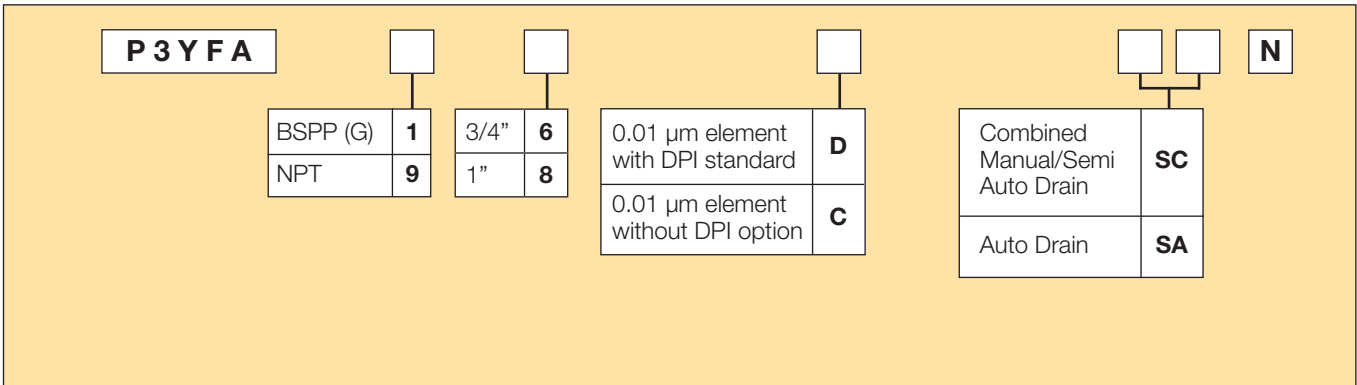 P3YFA
N
BSPP (G) 1
NPT 9
3/4” 6
1” 8
0.01 µm element
with DPI standard
D
0.01 µm element
without DPI option
C
Combined
Manual/Semi
Auto Drain
SC
Auto Drain SA